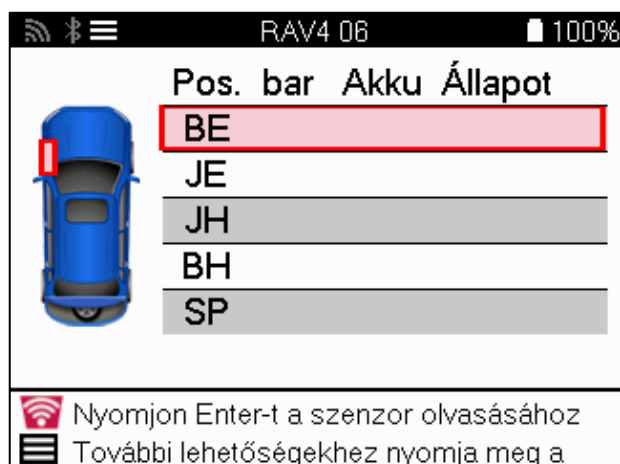 RAV4 06 100%
Pos. bar Akku Állapot
BE
JE
JH
BH
SP
Nyomjon Enter-t a szenzor olvasásához
További lehetőségekhez nyomja meg a